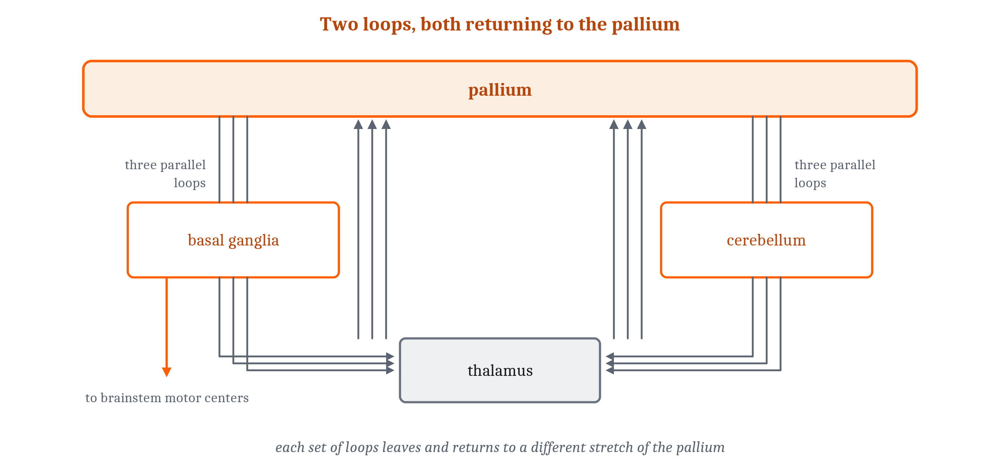 Two loops, both returning to the pallium
pallium
three parallel
loops
three parallel
loops
basal ganglia
cerebellum
thalamus
to brainstem motor centers
each set of loops leaves and returns to a different stretch of the pallium